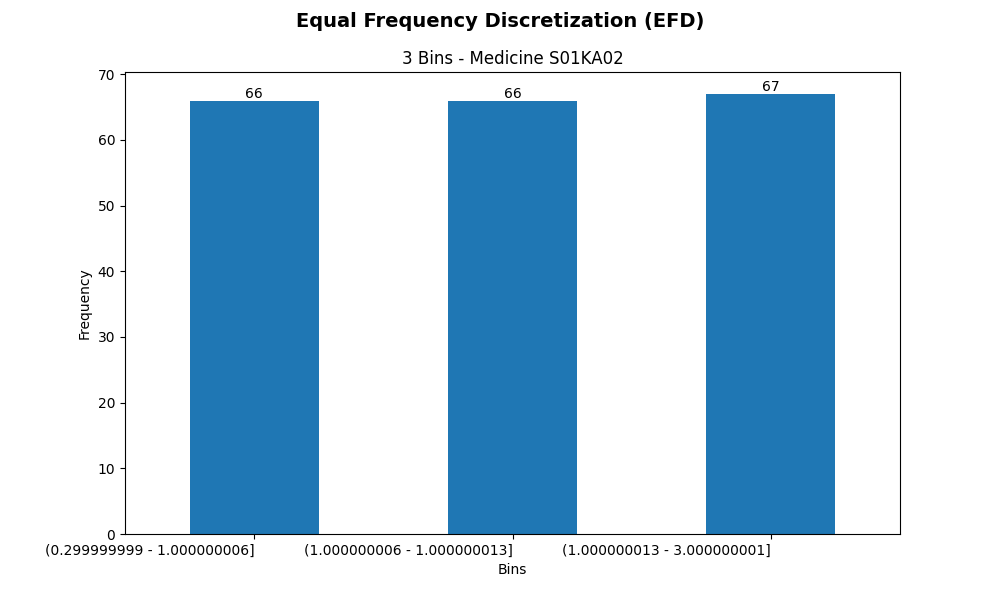 Equal Frequency Discretization (EFD)
3 Bins - Medicine S01KA02
70
60
50
40
30
20
10
0
Frequency
66
66
67
(0.299999999 - 1.000000006]
(1.000000006 - 1.000000013]
(1.000000013 - 3.000000001]
Bins